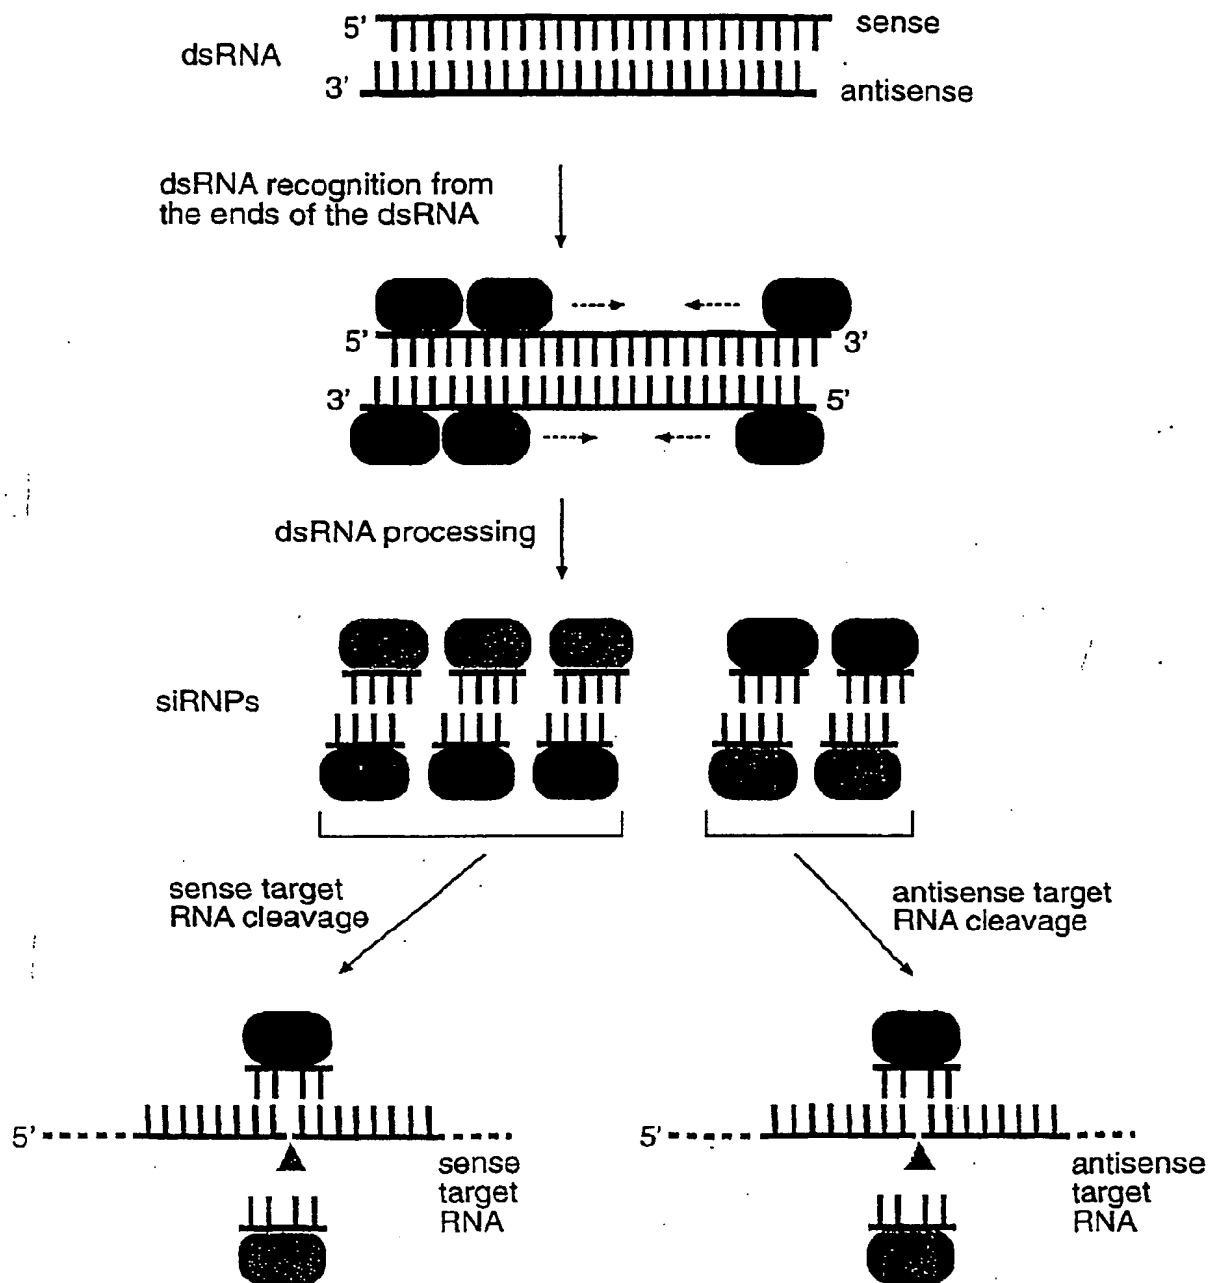 5'
sense
dsRNA
3'
antisense
dsRNA recognition from
the ends of the dsRNA
5'
3'
3'
5'
dsRNA processing
siRNPs
sense target
RNA cleavage
antisense target
RNA cleavage
5'
sense
target
RNA
5'
antisense
target
RNA